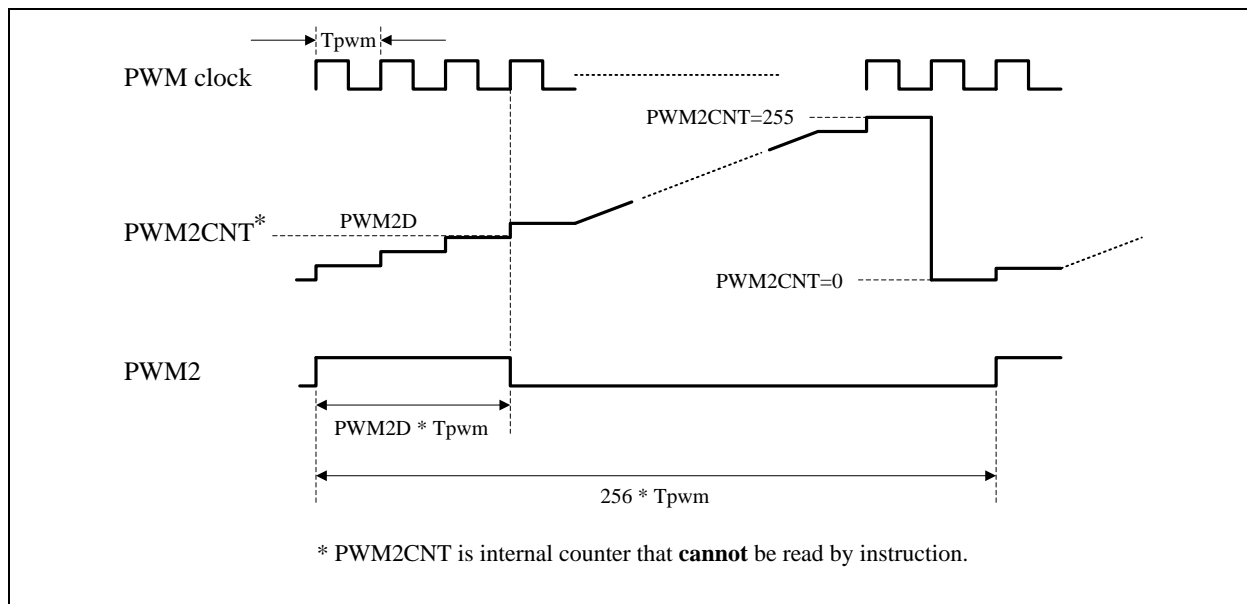 Tpwm
PWM clock
PWM2CNT=255
PWM2D
PWM2CNT*
PWM2CNT=0
PWM2
PWM2D * Tpwm
256 * Tpwm
* PWM2CNT is internal counter that cannot be read by instruction.